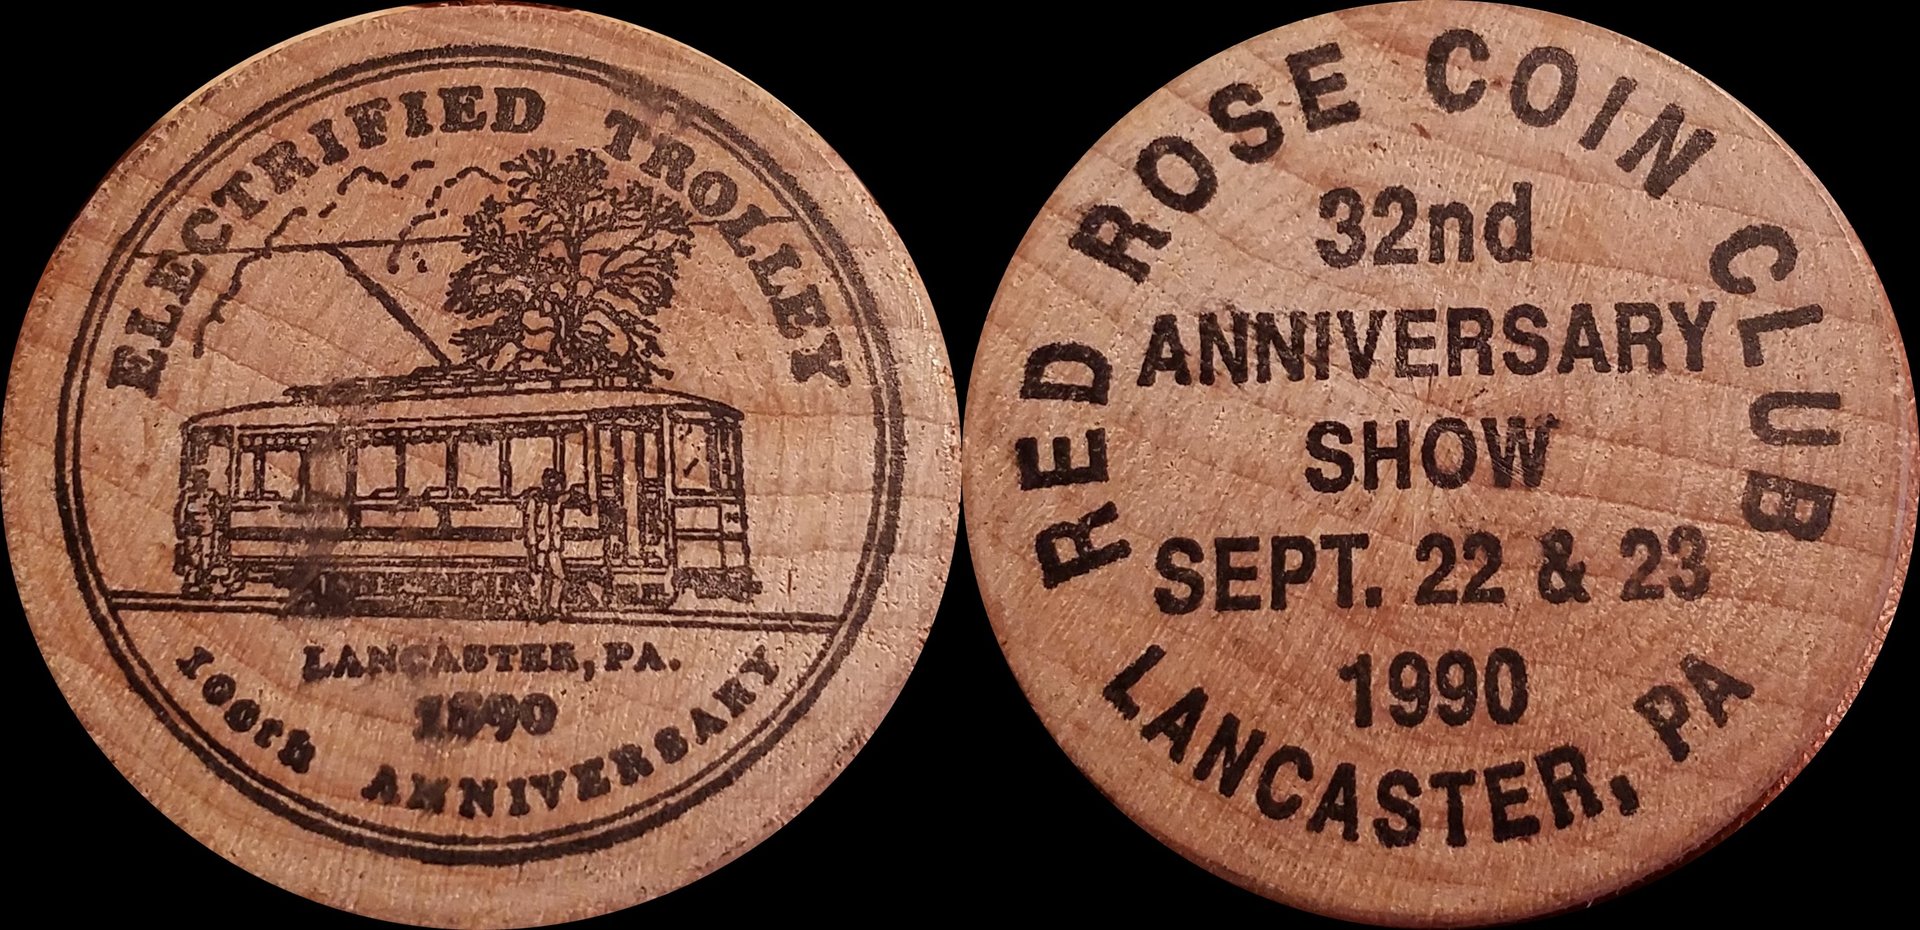 ELECTRIFIED TROLLEY
LANCASTER, PA.
1890
100th ANNIVERSARY
RED ROSE COIN CLUB
32nd
ANNIVERSARY
SHOW
SEPT. 22 & 23
1990
LANCASTER, PA